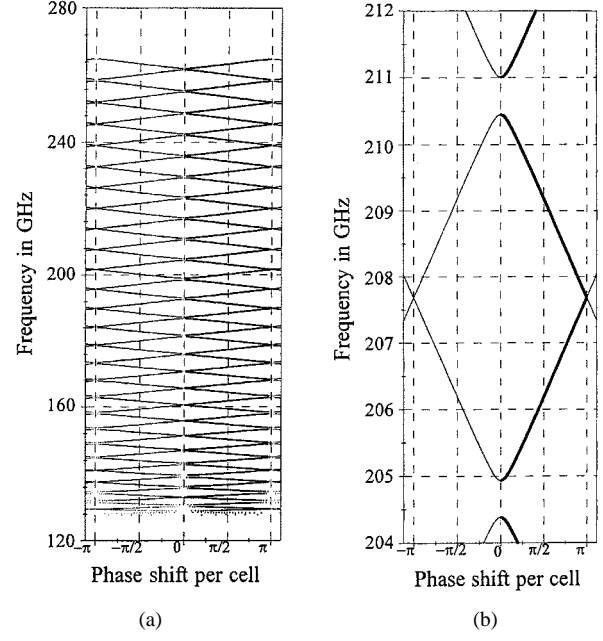 280
240
200
160
120
Frequency in GHz
−π
−π/2
0
π/2
π
Phase shift per cell
(a)
212
211
210
209
208
207
206
205
204
Frequency in GHz
−π
−π/2
0
π/2
π
Phase shift per cell
(b)